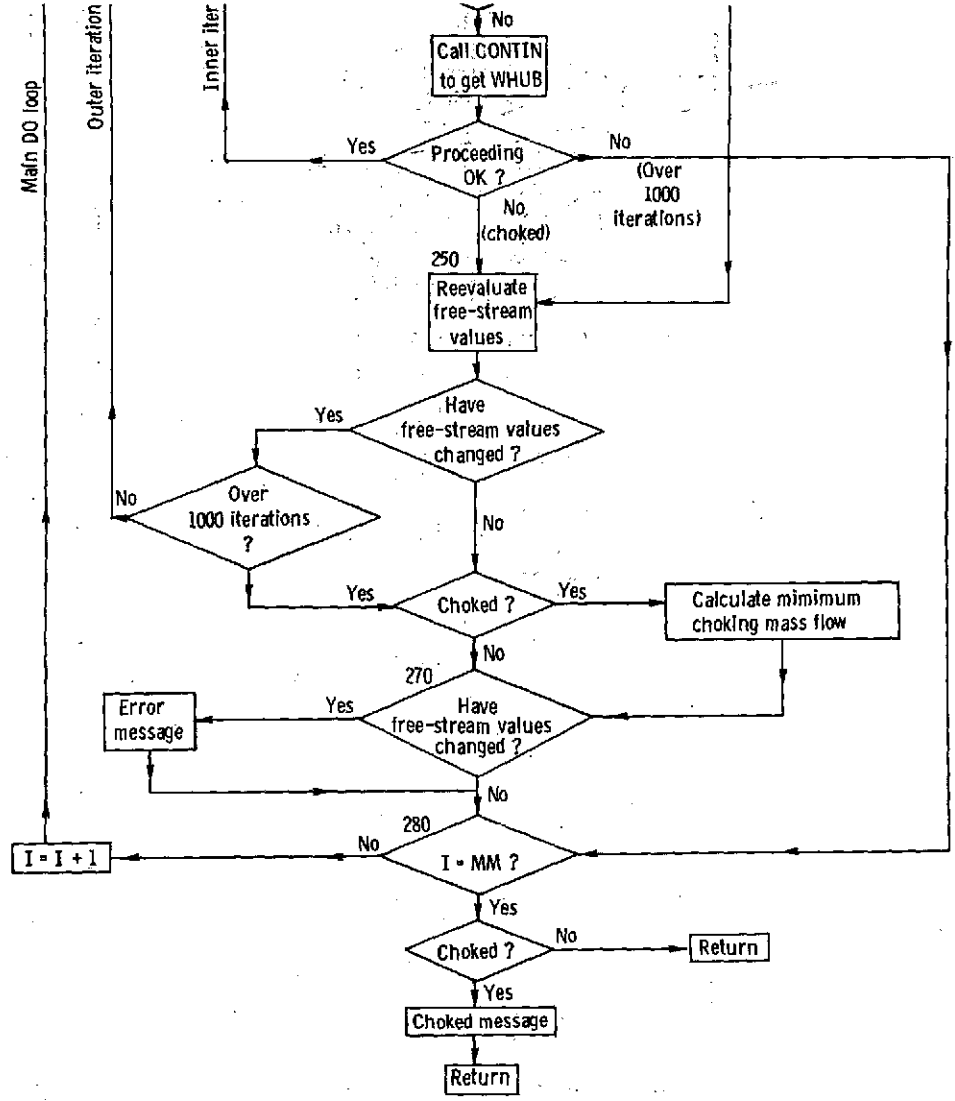 Main DO loop
Outer iteration
Inner iter
No
Call CONTIN
to get WHUB
Yes
Proceeding
OK ?
No
(Over
1000
iterations)
No
(choked)
250
Reevaluate
free-stream
values
Yes
Have
free-stream values
changed ?
No
Over
1000 iterations
?
No
Yes
Choked ?
Yes
Calculate mimimum
choking mass flow
No
270
Error
message
Yes
Have
free-stream values
changed ?
No
280
I = I + 1
No
I = MM ?
Yes
Choked ?
No
Return
Yes
Choked message
Return